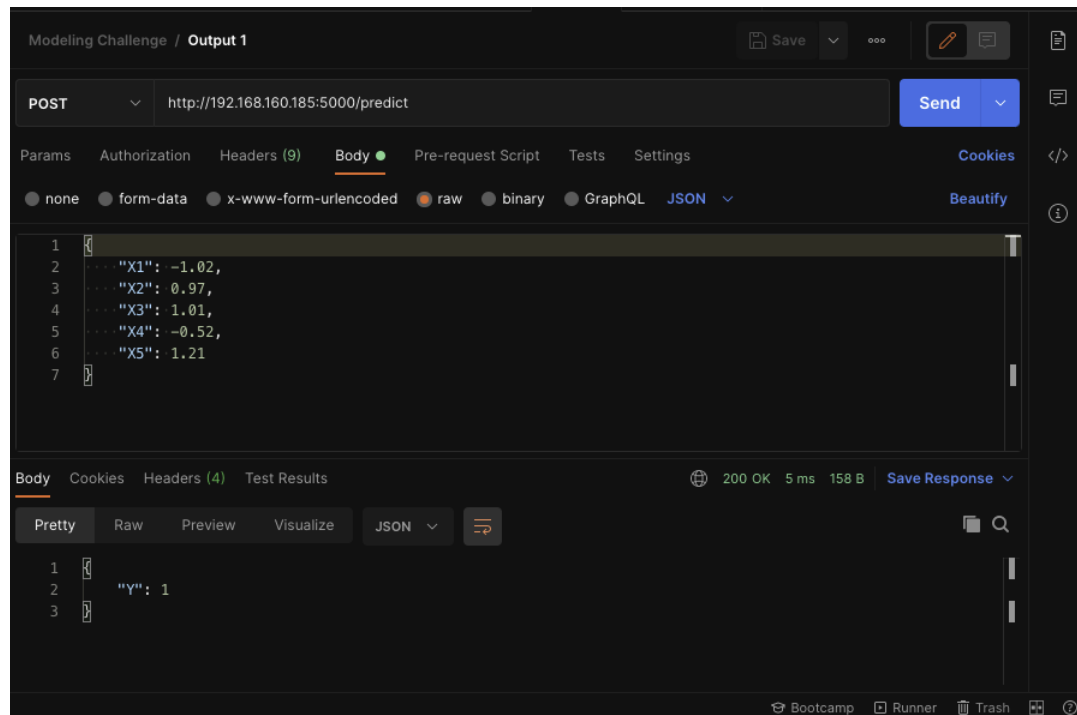 Modeling Challenge / Output 1
Save
POST http://192.168.160.185:5000/predict
Send
Params Authorization Headers (9) Body Pre-request Script Tests Settings Cookies
none form-data x-www-form-urlencoded raw binary GraphQL JSON Beautify
1 {
2 "X1": -1.02,
3 "X2": 0.97,
4 "X3": 1.01,
5 "X4": -0.52,
6 "X5": 1.21
7 }
Body Cookies Headers (4) Test Results 200 OK 5 ms 158 B Save Response
Pretty Raw Preview Visualize JSON
1 {
2 "Y": 1
3 }
Bootcamp Runner Trash